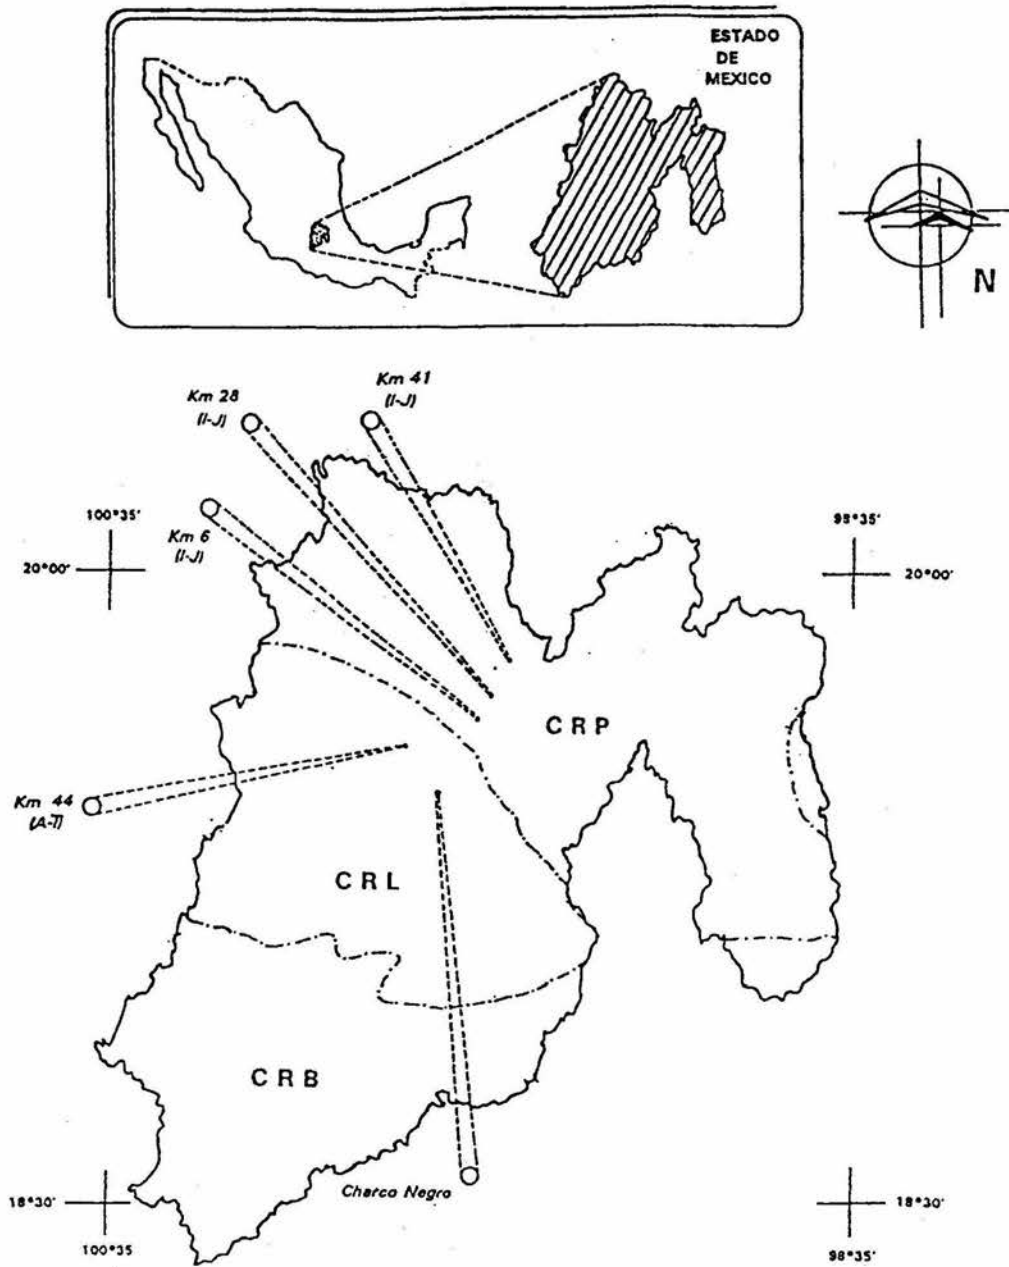 ESTADO
DE
MEXICO
N
Km 41
(I-J)
Km 28
(I-J)
Km 6
(I-J)
100°35'
20°00'
98°35'
20°00'
CRP
Km 44
(A-T)
CRL
CRB
Charco Negro
18°30'
100°35
18°30'
98°35'